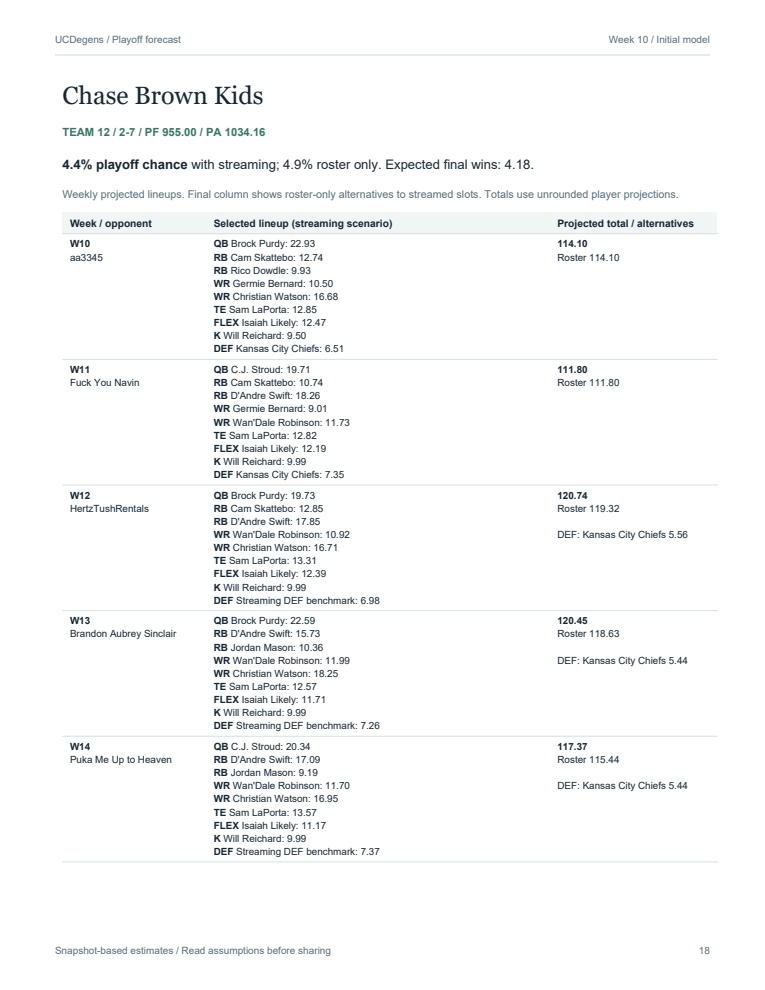 UCDegens / Playoff forecast
Week 10 / Initial model
Chase Brown Kids
TEAM 12 / 2-7 / PF 955.00 / PA 1034.16
4.4% playoff chance with streaming; 4.9% roster only. Expected final wins: 4.18.
Weekly projected lineups. Final column shows roster-only alternatives to streamed slots. Totals use unrounded player projections.
Week / opponent
Selected lineup (streaming scenario)
Projected total / alternatives
W10
aa3345
QB Brock Purdy: 22.93
RB Cam Skattebo: 12.74
RB Rico Dowdle: 9.93
WR Germie Bernard: 10.50
WR Christian Watson: 16.68
TE Sam LaPorta: 12.85
FLEX Isaiah Likely: 12.47
K Will Reichard: 9.50
DEF Kansas City Chiefs: 6.51
114.10
Roster 114.10
W11
Fuck You Navin
QB C.J. Stroud: 19.71
RB Cam Skattebo: 10.74
RB D'Andre Swift: 18.26
WR Germie Bernard: 9.01
WR Wan'Dale Robinson: 11.73
TE Sam LaPorta: 12.82
FLEX Isaiah Likely: 12.19
K Will Reichard: 9.99
DEF Kansas City Chiefs: 7.35
111.80
Roster 111.80
W12
HertzTushRentals
QB Brock Purdy: 19.73
RB Cam Skattebo: 12.85
RB D'Andre Swift: 17.85
WR Wan'Dale Robinson: 10.92
WR Christian Watson: 16.71
TE Sam LaPorta: 13.31
FLEX Isaiah Likely: 12.39
K Will Reichard: 9.99
DEF Streaming DEF benchmark: 6.98
120.74
Roster 119.32
DEF: Kansas City Chiefs 5.56
W13
Brandon Aubrey Sinclair
QB Brock Purdy: 22.59
RB D'Andre Swift: 15.73
RB Jordan Mason: 10.36
WR Wan'Dale Robinson: 11.99
WR Christian Watson: 18.25
TE Sam LaPorta: 12.57
FLEX Isaiah Likely: 11.71
K Will Reichard: 9.99
DEF Streaming DEF benchmark: 7.26
120.45
Roster 118.63
DEF: Kansas City Chiefs 5.44
W14
Puka Me Up to Heaven
QB C.J. Stroud: 20.34
RB D'Andre Swift: 17.09
RB Jordan Mason: 9.19
WR Wan'Dale Robinson: 11.70
WR Christian Watson: 16.95
TE Sam LaPorta: 13.57
FLEX Isaiah Likely: 11.17
K Will Reichard: 9.99
DEF Streaming DEF benchmark: 7.37
117.37
Roster 115.44
DEF: Kansas City Chiefs 5.44
Snapshot-based estimates / Read assumptions before sharing
18